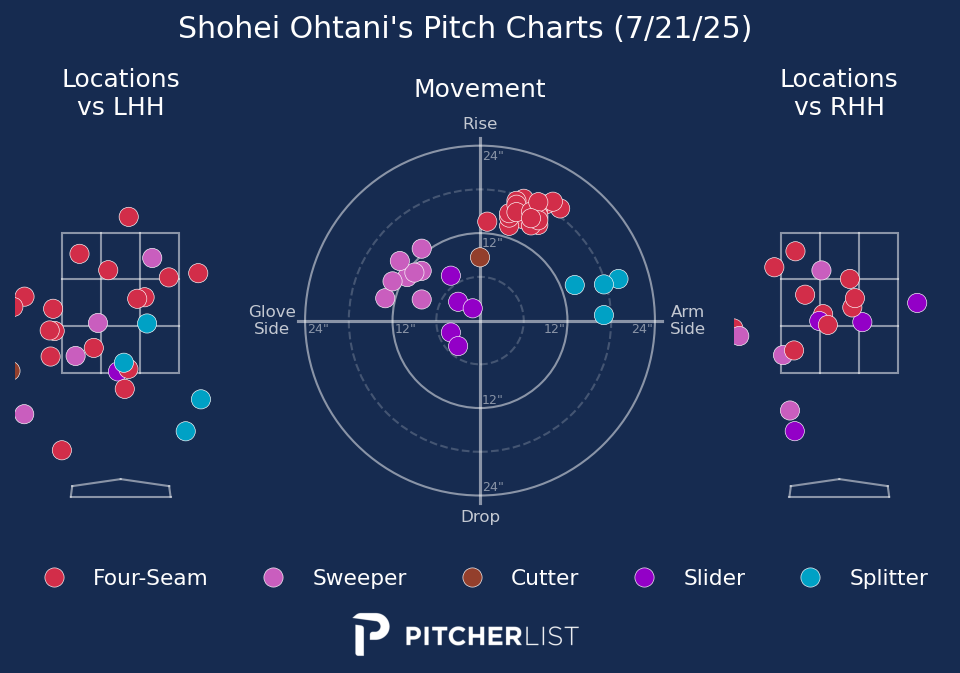 Shohei Ohtani's Pitch Charts (7/21/25)
Locations
vs LHH
Movement
Locations
vs RHH
Rise
24"
12"
Glove
Side
24"
12"
12"
24"
Arm
Side
12"
24"
Drop
Four-Seam
Sweeper
Cutter
Slider
Splitter
PITCHERLIST